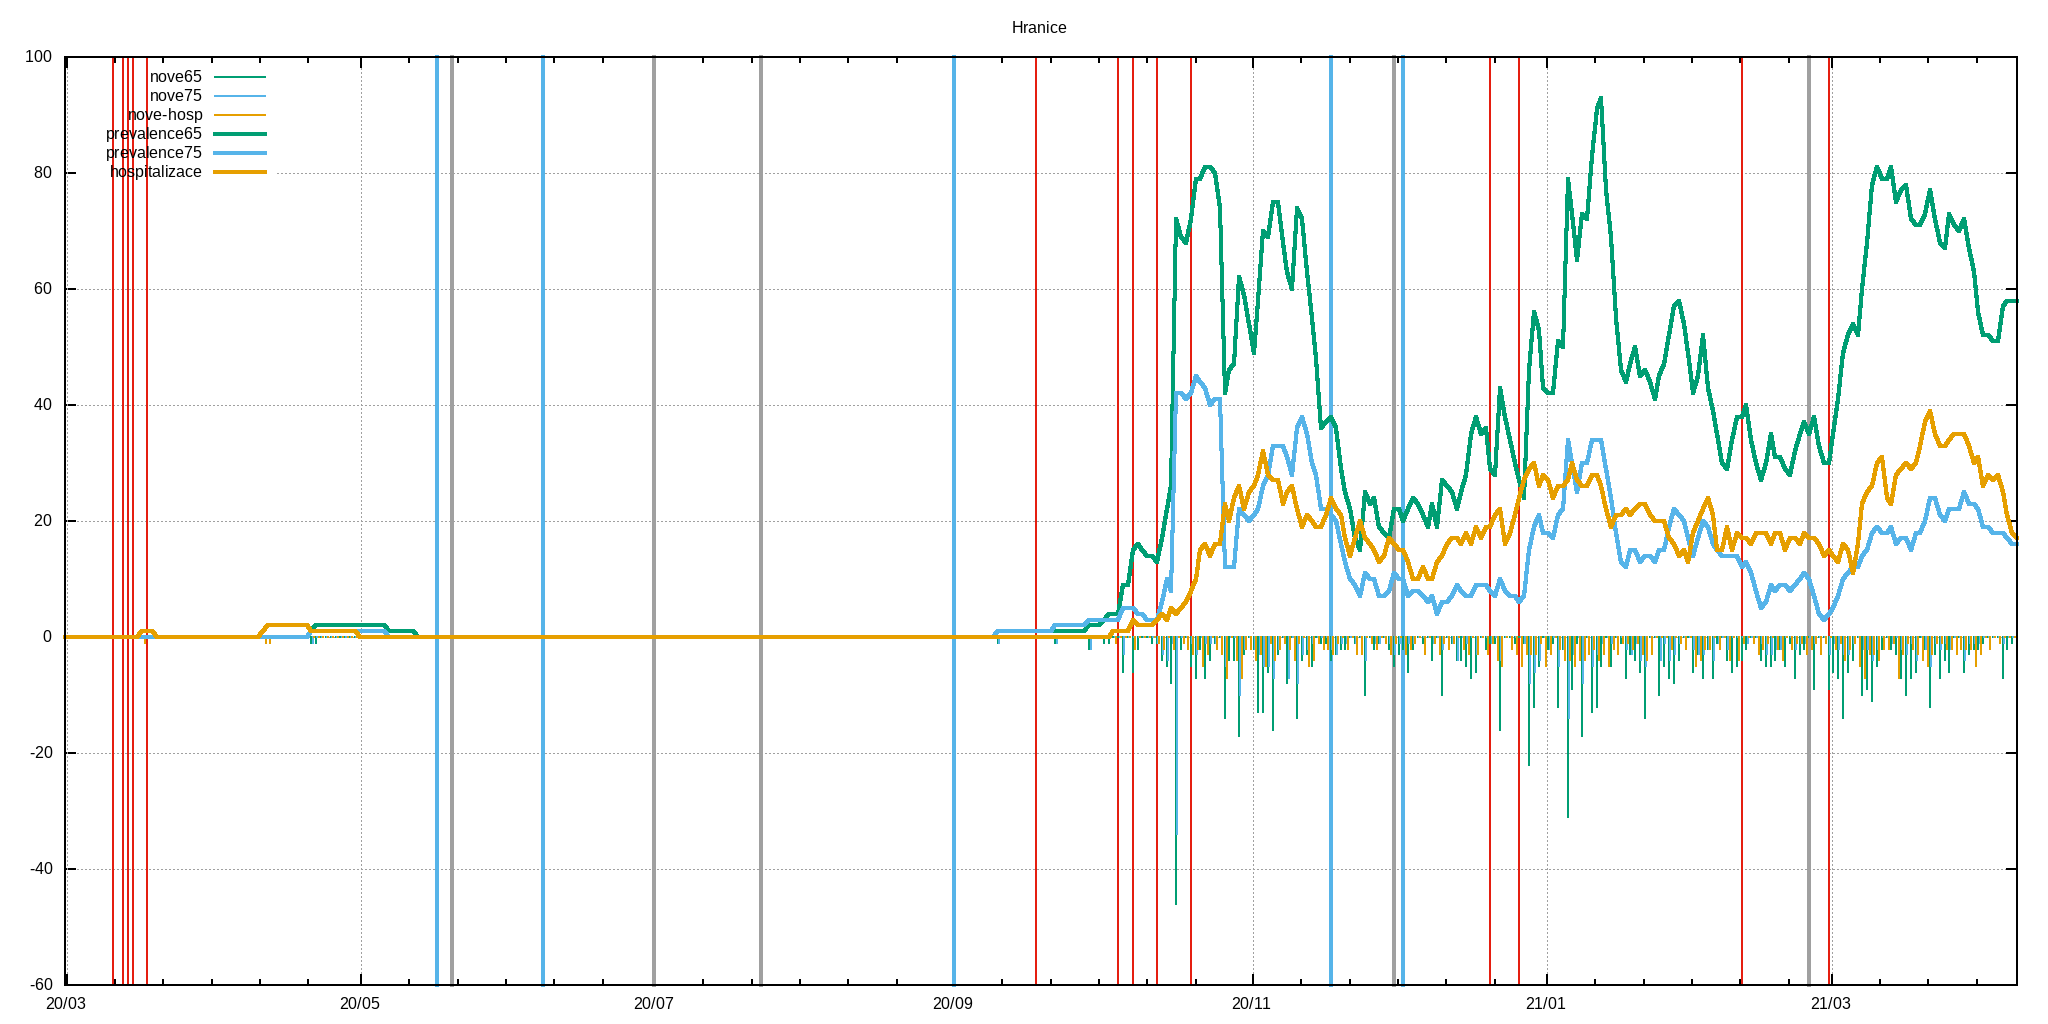 Hranice
100
80
60
40
20
0
-20
-40
-60
nove65
nove75
nove-hosp
prevalence65
prevalence75
hospitalizace
20/03 20/05 20/07 20/09 20/11 21/01 21/03